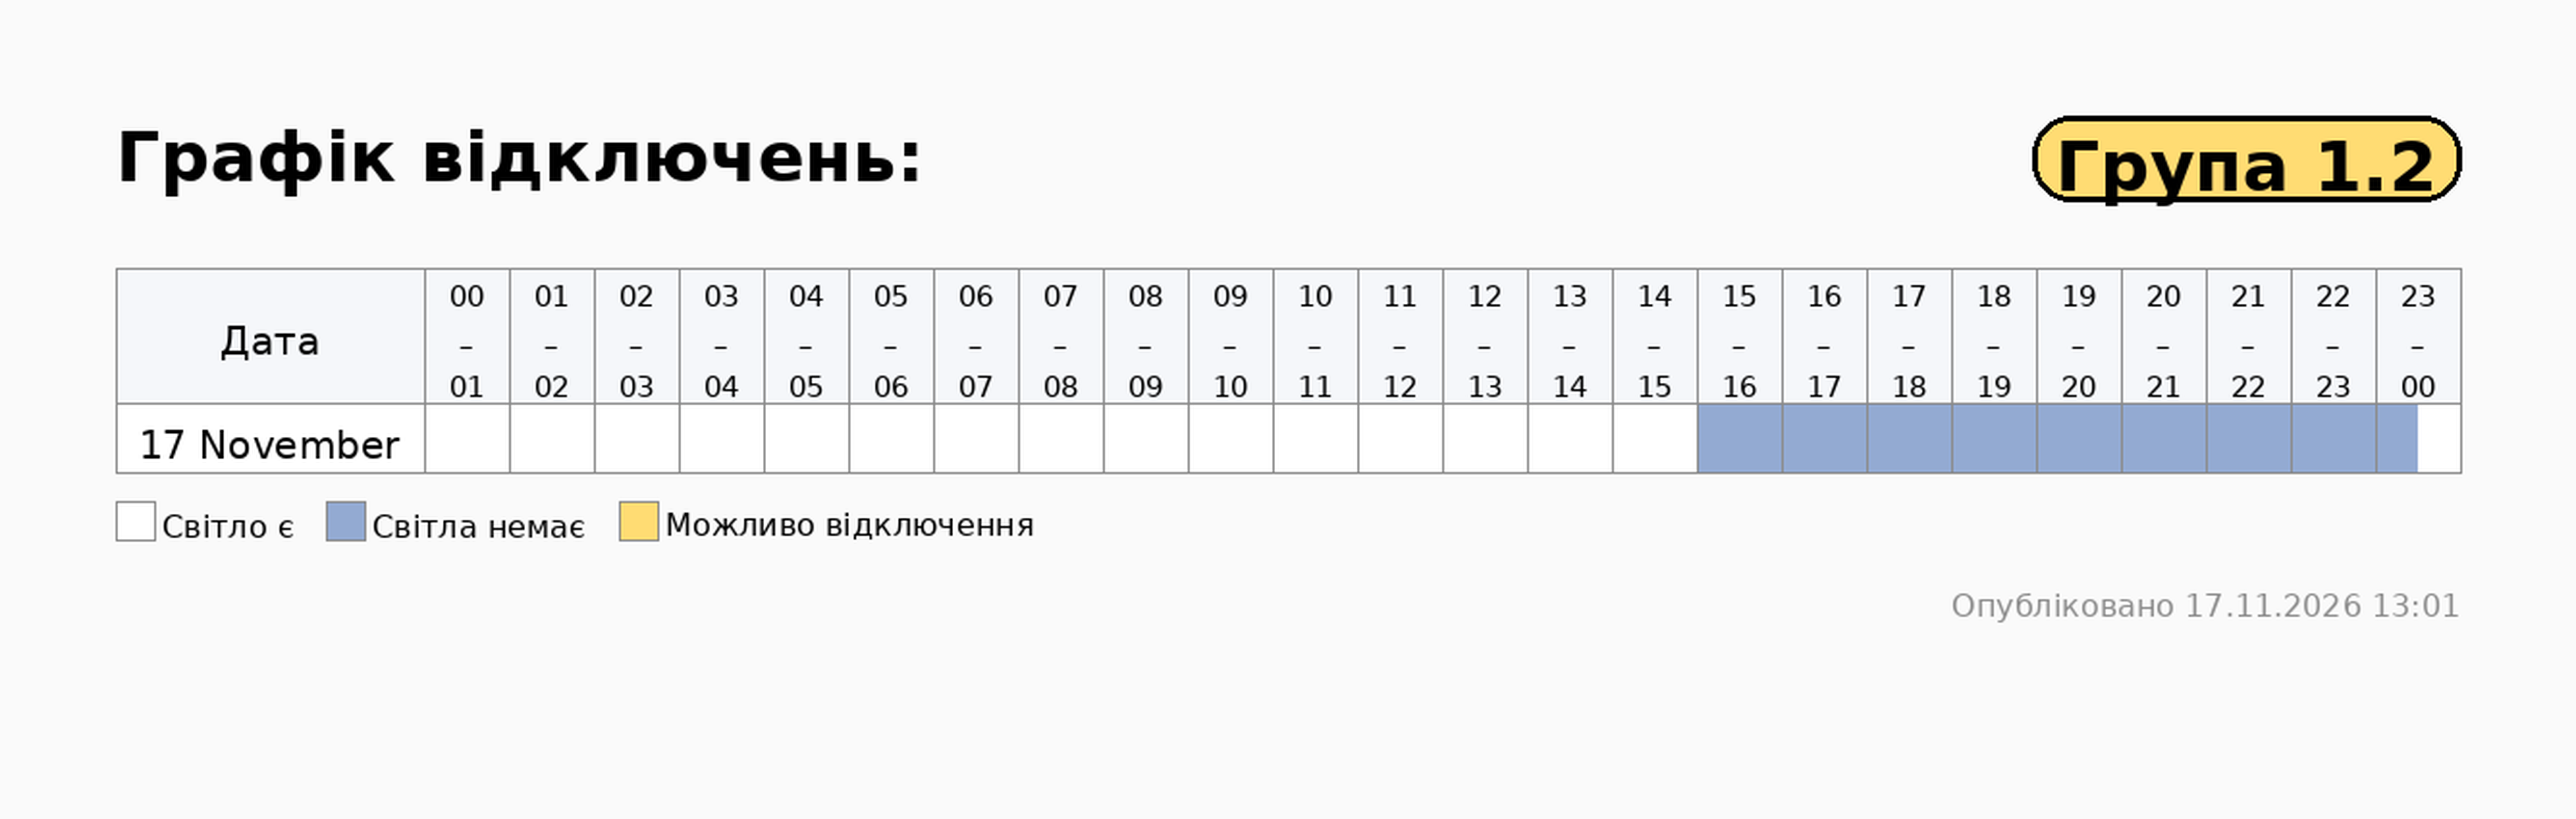 Графік відключень:
Група 1.2
Дата
00 – 01
01 – 02
02 – 03
03 – 04
04 – 05
05 – 06
06 – 07
07 – 08
08 – 09
09 – 10
10 – 11
11 – 12
12 – 13
13 – 14
14 – 15
15 – 16
16 – 17
17 – 18
18 – 19
19 – 20
20 – 21
21 – 22
22 – 23
23 – 00
17 November
Світло є
Світла немає
Можливо відключення
Опубліковано 17.11.2026 13:01